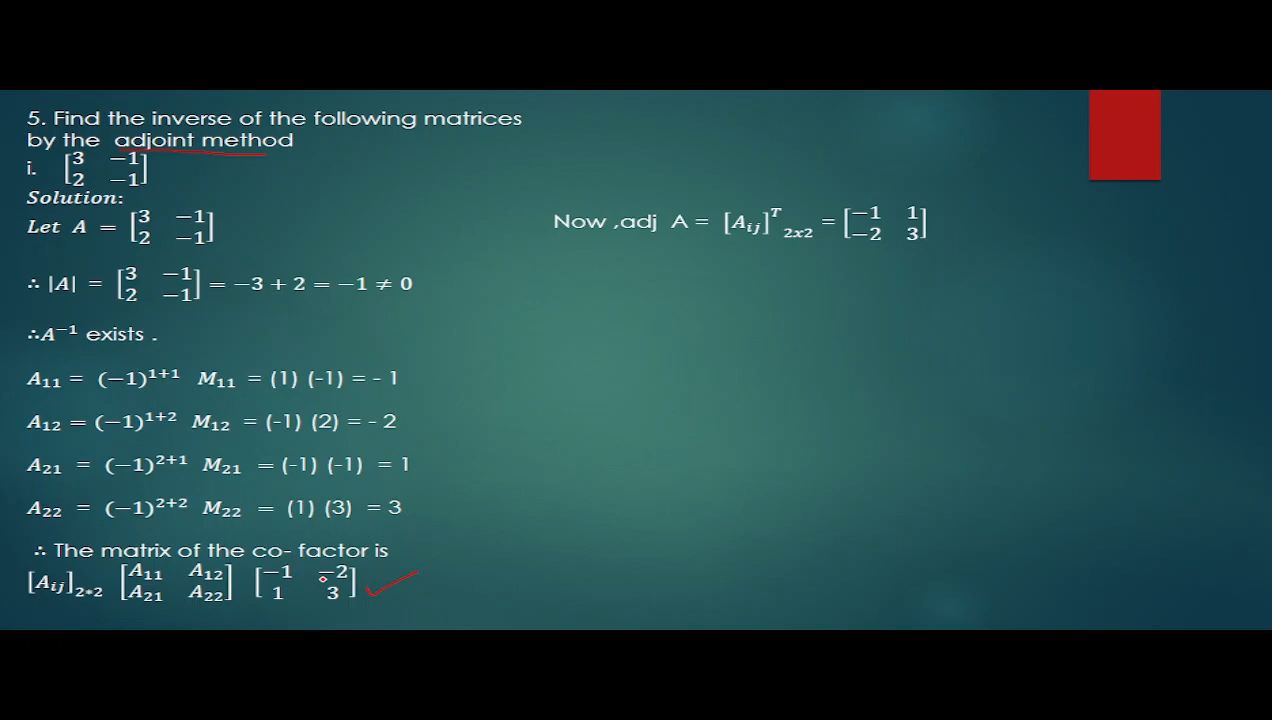 5. Find the inverse of the following matrices
by the adjoint method
i. [3 −1
2 −1]
Solution:
Let A = [3 −1
2 −1]
∴ |A| = [3 −1
2 −1] = −3 + 2 = −1 ≠ 0
∴A⁻¹ exists .
A₁₁ = (−1)¹⁺¹ M₁₁ = (1) (-1) = - 1
A₁₂ = (−1)¹⁺² M₁₂ = (-1) (2) = - 2
A₂₁ = (−1)²⁺¹ M₂₁ = (-1) (-1) = 1
A₂₂ = (−1)²⁺² M₂₂ = (1) (3) = 3
∴ The matrix of the co- factor is
[Aᵢⱼ]₂*₂ [A₁₁ A₁₂
A₂₁ A₂₂] [−1 −2
1 3]
Now ,adj A = [Aᵢⱼ]ᵀ ₂ₓ₂ = [−1 1
−2 3]